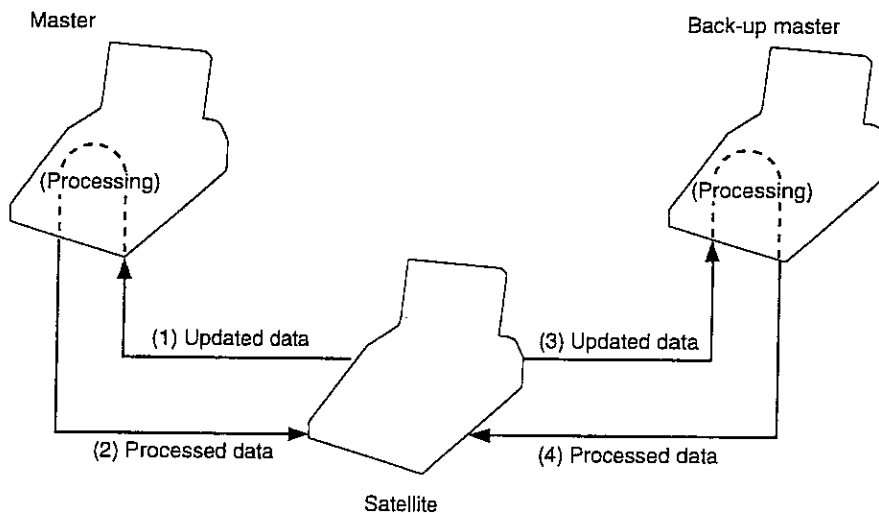 Master
Back-up master
(Processing)
(Processing)
(1) Updated data
(3) Updated data
(2) Processed data
(4) Processed data
Satellite